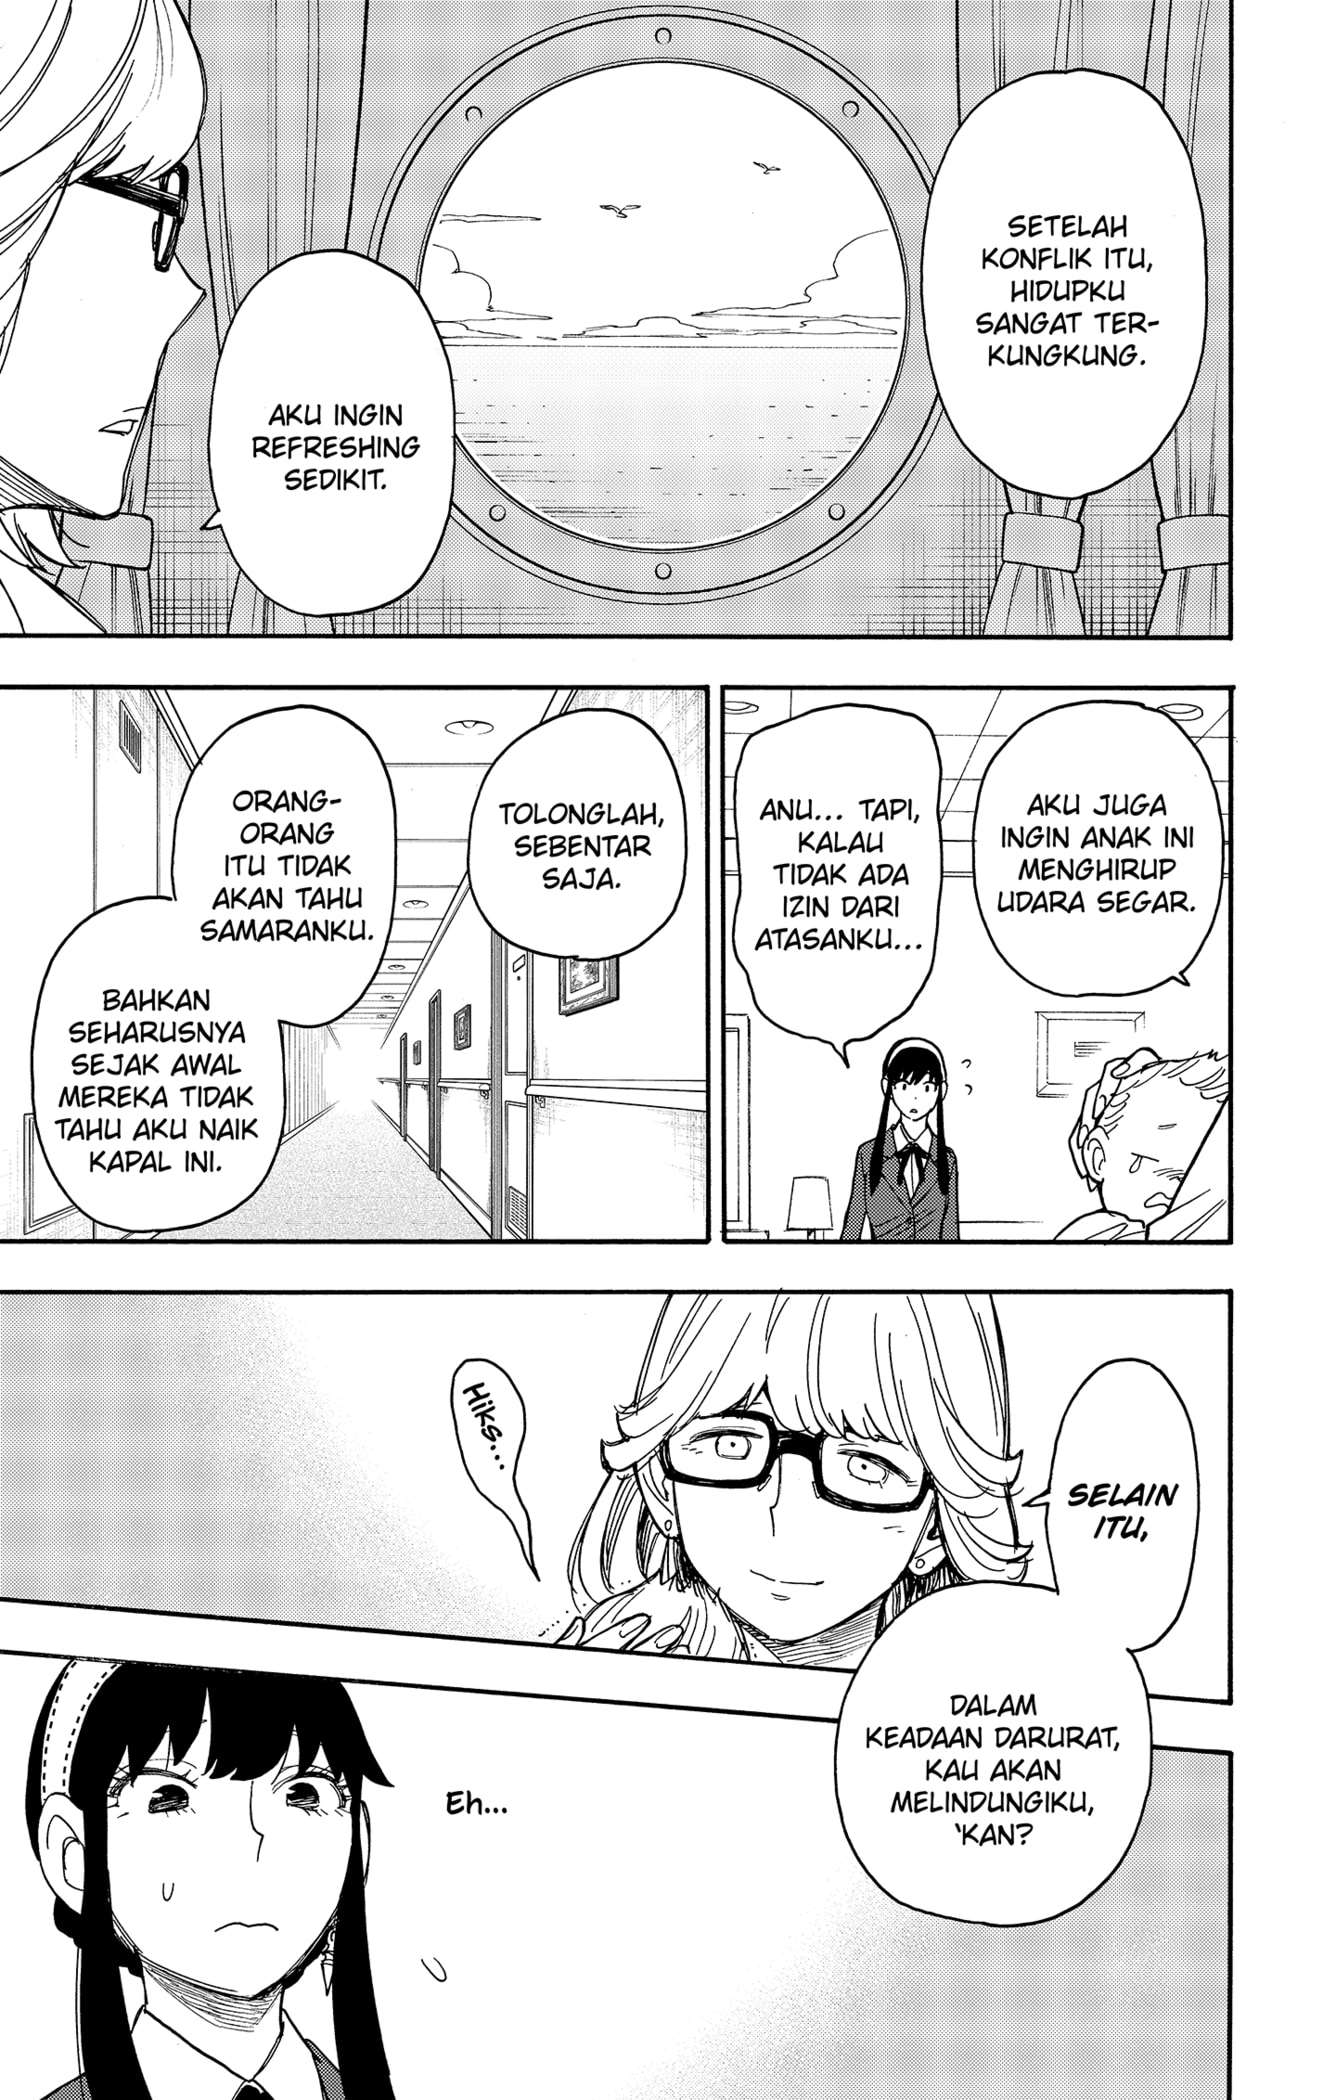 SETELAH
KONFLIK ITU,
HIDUPKU
SANGAT TER-
KUNGKUNG.
AKU INGIN
REFRESHING
SEDIKIT.
AKU JUGA
INGIN ANAK INI
MENGHIRUP
UDARA SEGAR.
ANU... TAPI,
KALAU
TIDAK ADA
IZIN DARI
ATASANKU...
TOLONGLAH,
SEBENTAR
SAJA.
ORANG-
ORANG
ITU TIDAK
AKAN TAHU
SAMARANKU.
BAHKAN
SEHARUSNYA
SEJAK AWAL
MEREKA TIDAK
TAHU AKU NAIK
KAPAL INI.
SELAIN
ITU,
Hiks...
DALAM
KEADAAN DARURAT,
KAU AKAN
MELINDUNGIKU,
'KAN?
Eh...